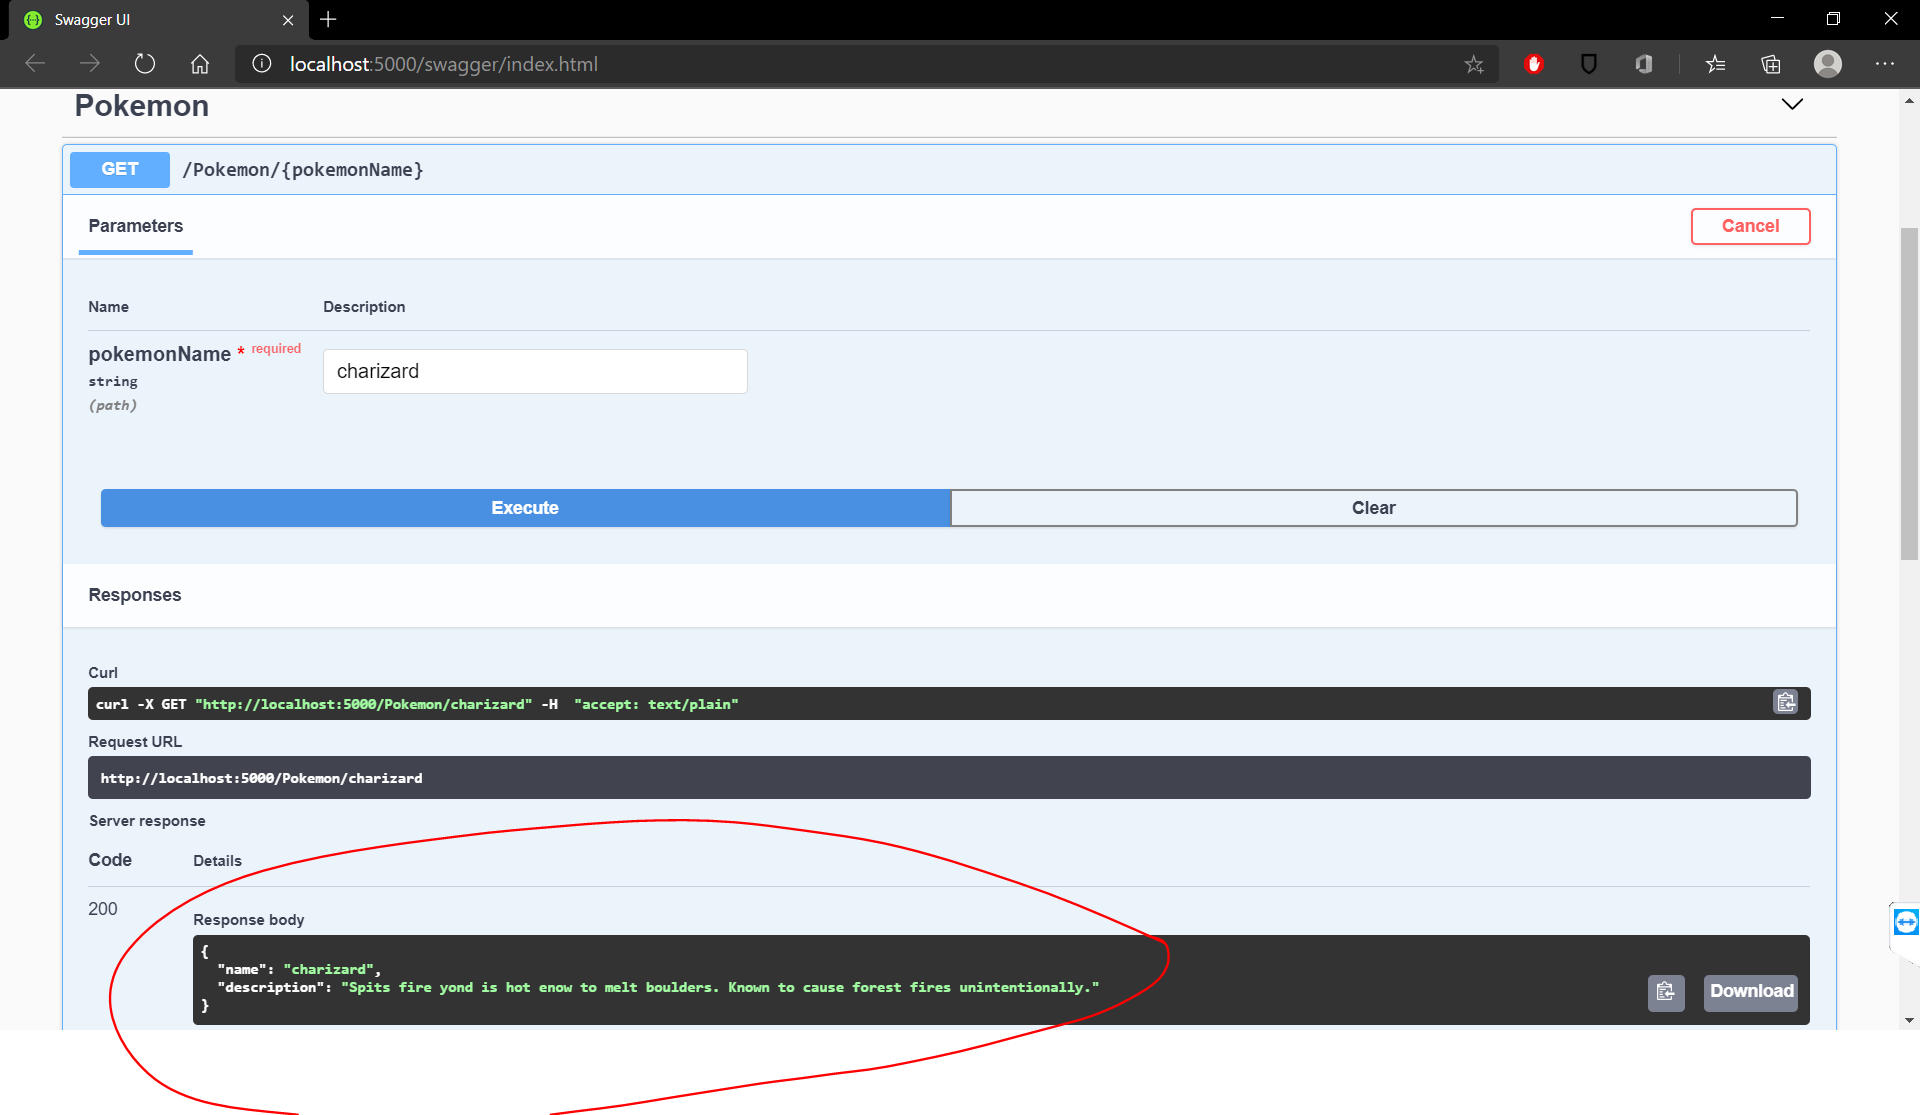 Swagger UI
localhost:5000/swagger/index.html
Pokemon
GET /Pokemon/{pokemonName}
Parameters
Cancel
Name Description
pokemonName * required
string
(path)
charizard
Execute Clear
Responses
Curl
curl -X GET "http://localhost:5000/Pokemon/charizard" -H  "accept: text/plain"
Request URL
http://localhost:5000/Pokemon/charizard
Server response
Code Details
200
Response body
{
  "name": "charizard",
  "description": "Spits fire yond is hot enow to melt boulders. Known to cause forest fires unintentionally."
}
Download